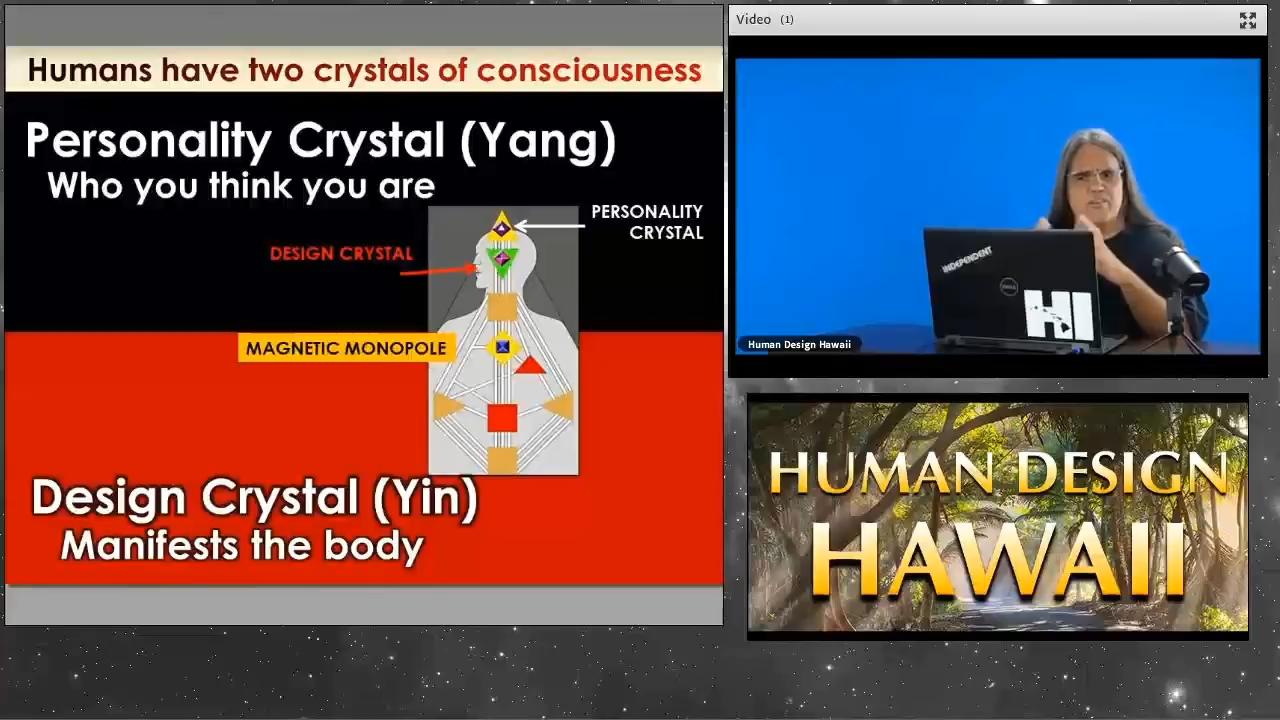 Humans have two crystals of consciousness
Personality Crystal (Yang)
Who you think you are
PERSONALITY
CRYSTAL
DESIGN CRYSTAL
MAGNETIC MONOPOLE
Design Crystal (Yin)
Manifests the body
Video (1)
INDEPENDENT
DELL
HI
Human Design Hawaii
HUMAN DESIGN
HAWAII